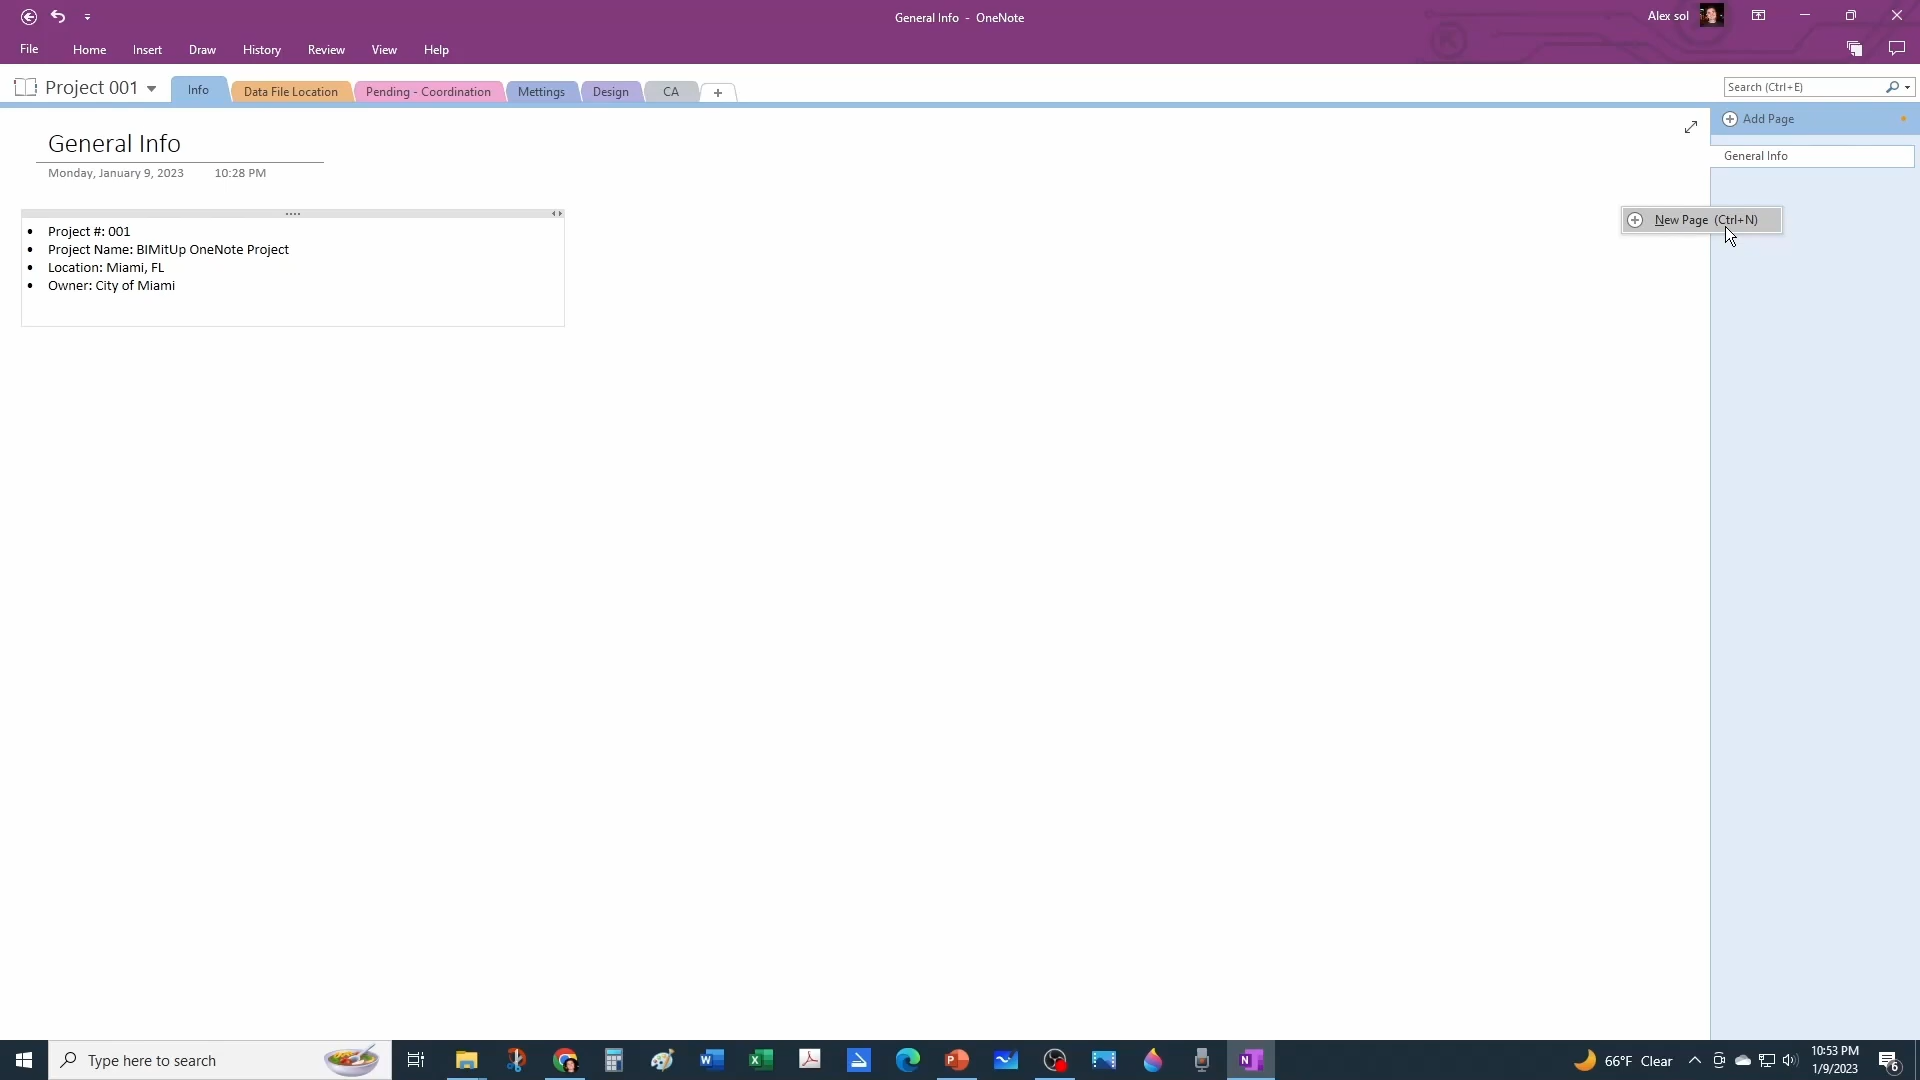 General Info - OneNote
Alex sol
File Home Insert Draw History Review View Help
Project 001
Info
Data File Location
Pending - Coordination
Mettings
Design
CA
Search (Ctrl+E)
Add Page
General Info
General Info
Monday, January 9, 2023 10:28 PM
New Page (Ctrl+N)
• Project #: 001
• Project Name: BIMitUp OneNote Project
• Location: Miami, FL
• Owner: City of Miami
Type here to search
66°F Clear
10:53 PM
1/9/2023
6